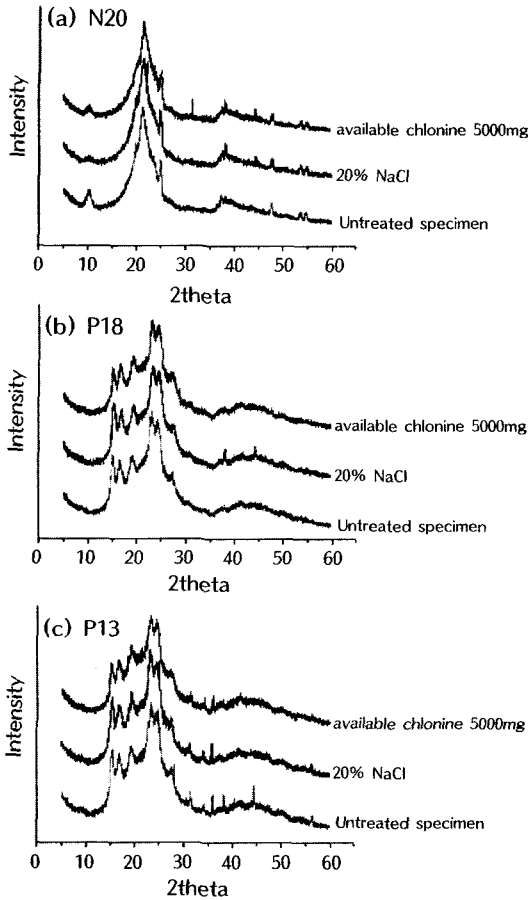 (a) N20
Intensity
available chlonine 5000mg
20% NaCl
Untreated specimen
0 10 20 30 40 50 60
2theta
(b) P18
Intensity
available chlonine 5000mg
20% NaCl
Untreated specimen
0 10 20 30 40 50 60
2theta
(c) P13
Intensity
available chlonine 5000mg
20% NaCl
Untreated specimen
0 10 20 30 40 50 60
2theta